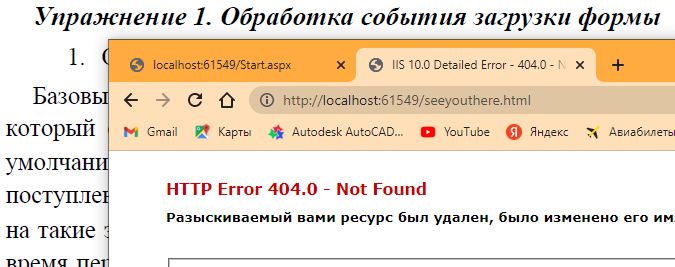 Упражнение 1. Обработка события загрузки формы
1. О
Базовы
который
умолчани
поступлен
на такие з
время пер
localhost:61549/Start.aspx
IIS 10.0 Detailed Error - 404.0 - N
http://localhost:61549/seeyouthere.html
Gmail Карты Autodesk AutoCAD... YouTube Яндекс Авиабилеты
HTTP Error 404.0 - Not Found
Разыскиваемый вами ресурс был удален, было изменено его им